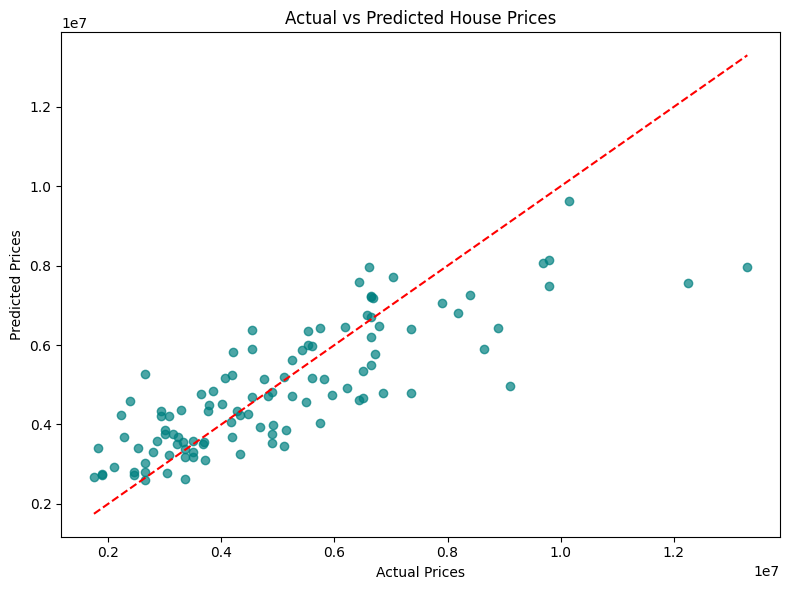 Actual vs Predicted House Prices
1e7
1.2
1.0
0.8
0.6
0.4
0.2
Predicted Prices
0.2 0.4 0.6 0.8 1.0 1.2
1e7
Actual Prices